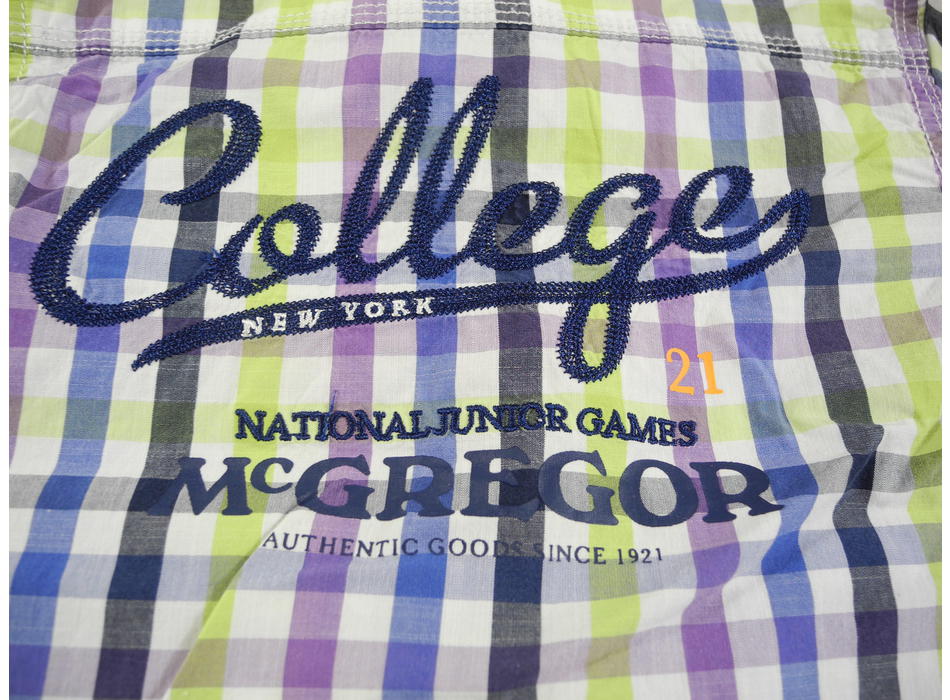 College
NEW YORK
21
NATIONAL JUNIOR GAMES
McGREGOR
AUTHENTIC GOODS SINCE 1921